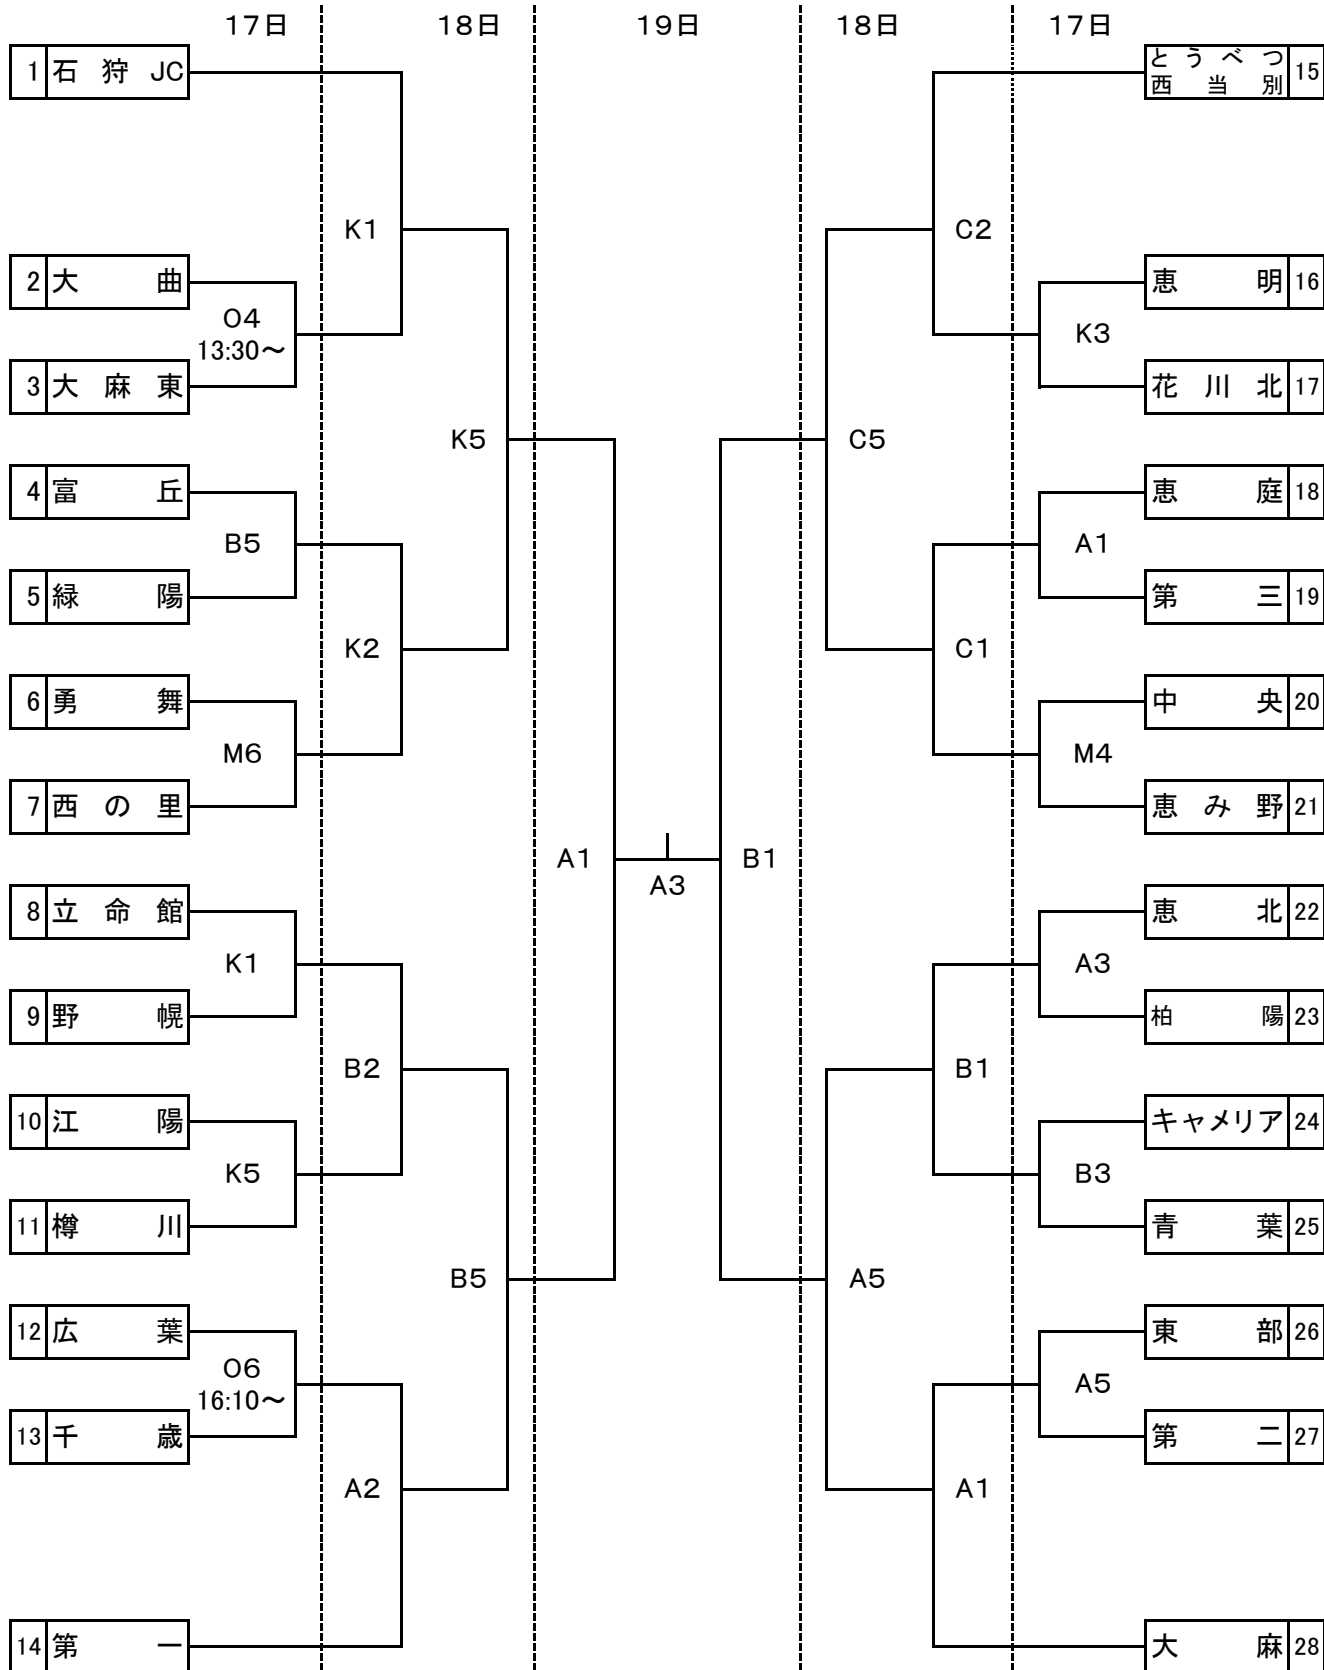 17日 18日 19日 18日 17日
1 石狩JC
とうべつ
西当別 15
K1
C2
2 大曲
恵明 16
O4
13:30～
K3
3 大麻東
花川北 17
K5
C5
4 富丘
恵庭 18
B5
A1
5 緑陽
第三 19
K2
C1
6 勇舞
中央 20
M6
M4
7 西の里
恵み野 21
A1
A3
B1
8 立命館
恵北 22
K1
A3
9 野幌
柏陽 23
B2
B1
10 江陽
キャメリア 24
K5
B3
11 樽川
青葉 25
B5
A5
12 広葉
東部 26
O6
16:10～
A5
13 千歳
第二 27
A2
A1
14 第一
大麻 28